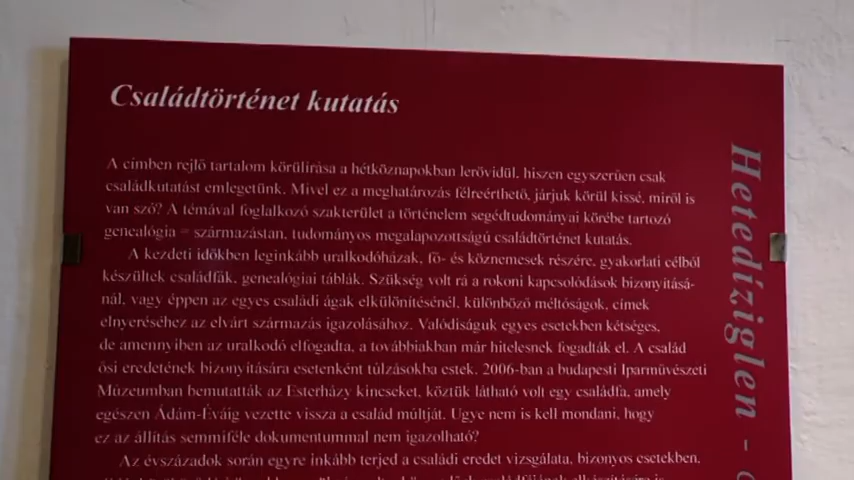 Családtörténet kutatás
A címben rejlő tartalom körülírása a hétköznapokban lerövidül, hiszen egyszerűen csak
családkutatást emlegetünk. Mivel ez a meghatározás félreérthető, járjuk körül kissé, miről is
van szó? A témával foglalkozó szakterület a történelem segédtudományai körébe tartozó
genealógia = származástan, tudományos megalapozottságú családtörténet kutatás.
A kezdeti időkben leginkább uralkodóházak, fő- és köznemesek részére, gyakorlati célból
készültek családfák, genealógiai táblák. Szükség volt rá a rokoni kapcsolódások bizonyításá-
nál, vagy éppen az egyes családi ágak elkülönítésénél, különböző méltóságok, címek
elnyeréséhez az elvárt származás igazolásához. Valódiságuk egyes esetekben kétséges,
de amennyiben az uralkodó elfogadta, a továbbiakban már hitelesnek fogadták el. A család
ősi eredetének bizonyítására esetenként túlzásokba estek. 2006-ban a budapesti Iparművészeti
Múzeumban bemutatták az Esterházy kincseket, köztük látható volt egy családfa, amely
egészen Ádám-Éváig vezette vissza a család múltját. Ugye nem is kell mondani, hogy
ez az állítás semmiféle dokumentummal nem igazolható?
Az évszázadok során egyre inkább terjed a családi eredet vizsgálata, bizonyos esetekben,
Hetedíziglen -